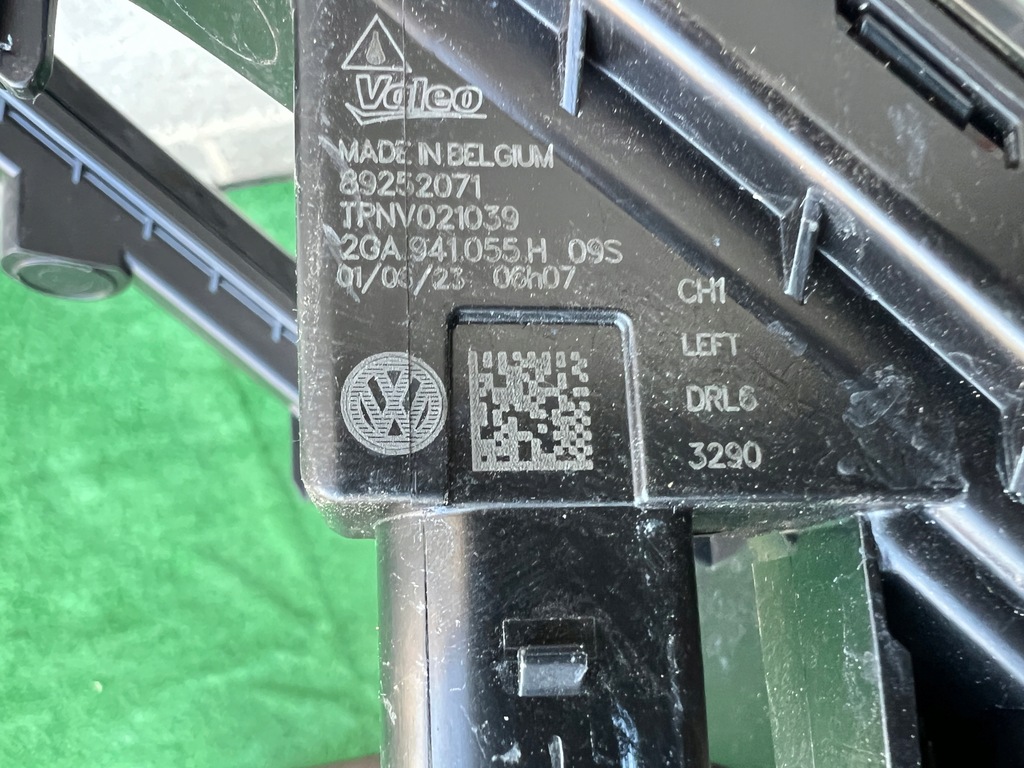 Valeo
MADE IN BELGIUM
89252071
TPNV021039
2GA.941.055.H 09S
01/06/23 06h07
CH1
LEFT
DRL6
3290